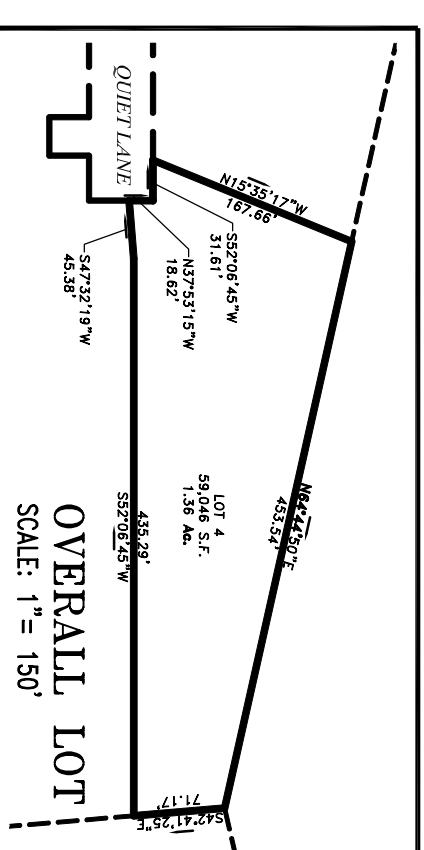 QUIET LANE
N15°35'17"W
167.66'
S52°06'45"W
31.61'
N37°53'15"W
18.62'
S47°32'19"W
45.38'
N64°44'50"E
453.54'
LOT 4
59,046 S.F.
1.36 Ac.
435.29'
S52°06'45"W
S42°41'25"E
71.17'
OVERALL LOT
SCALE: 1"= 150'